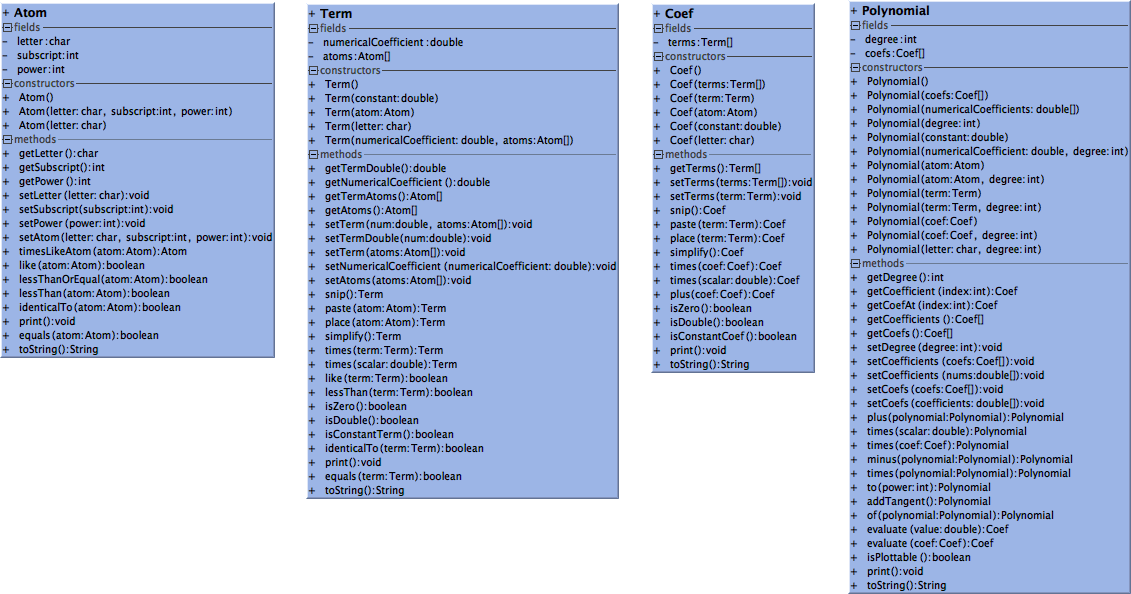 + Atom
fields
- letter:char
- subscript:int
- power:int
constructors
+ Atom()
+ Atom(letter: char, subscript:int, power:int)
+ Atom(letter:char)
methods
+ getLetter():char
+ getSubscript():int
+ getPower():int
+ setLetter(letter: char):void
+ setSubscript(subscript:int):void
+ setPower(power:int):void
+ setAtom(letter: char, subscript:int, power:int):void
+ timesLikeAtom(atom:Atom):Atom
+ like(atom:Atom):boolean
+ lessThanOrEqual(atom:Atom):boolean
+ lessThan(atom:Atom):boolean
+ identicalTo(atom:Atom):boolean
+ print():void
+ equals(atom:Atom):boolean
+ toString():String
+ Term
fields
- numericalCoefficient:double
- atoms:Atom[]
constructors
+ Term()
+ Term(constant:double)
+ Term(atom:Atom)
+ Term(letter: char)
+ Term(numericalCoefficient: double, atoms:Atom[])
methods
+ getTermDouble():double
+ getNumericalCoefficient():double
+ getTermAtoms():Atom[]
+ getAtoms():Atom[]
+ setTerm(num:double, atoms:Atom[]):void
+ setTermDouble(num:double):void
+ setTerm(atoms:Atom[]):void
+ setNumericalCoefficient(numericalCoefficient: double):void
+ setAtoms(atoms:Atom[]):void
+ snip():Term
+ paste(atom:Atom):Term
+ place(atom:Atom):Term
+ simplify():Term
+ times(term:Term):Term
+ times(scalar:double):Term
+ like(term:Term):boolean
+ lessThan(term:Term):boolean
+ isZero():boolean
+ isDouble():boolean
+ isConstantTerm():boolean
+ identicalTo(term:Term):boolean
+ print():void
+ equals(term:Term):boolean
+ toString():String
+ Coef
fields
- terms:Term[]
constructors
+ Coef()
+ Coef(terms:Term[])
+ Coef(term:Term)
+ Coef(atom:Atom)
+ Coef(constant:double)
+ Coef(letter:char)
methods
+ getTerms():Term[]
+ setTerms(terms:Term[]):void
+ setTerms(term:Term):void
+ snip():Coef
+ paste(term:Term):Coef
+ place(term:Term):Coef
+ simplify():Coef
+ times(coef:Coef):Coef
+ times(scalar:double):Coef
+ plus(coef:Coef):Coef
+ isZero():boolean
+ isDouble():boolean
+ isConstantCoef():boolean
+ print():void
+ toString():String
+ Polynomial
fields
- degree:int
- coefs:Coef[]
constructors
+ Polynomial()
+ Polynomial(coefs:Coef[])
+ Polynomial(numericalCoefficients: double[])
+ Polynomial(degree:int)
+ Polynomial(constant:double)
+ Polynomial(numericalCoefficient: double, degree:int)
+ Polynomial(atom:Atom)
+ Polynomial(atom:Atom, degree:int)
+ Polynomial(term:Term)
+ Polynomial(term:Term, degree:int)
+ Polynomial(coef:Coef)
+ Polynomial(coef:Coef, degree:int)
+ Polynomial(letter:char, degree:int)
methods
+ getDegree():int
+ getCoefficient(index:int):Coef
+ getCoefAt(index:int):Coef
+ getCoefficients():Coef[]
+ getCoefs():Coef[]
+ setDegree(degree:int):void
+ setCoefficients(coefs:Coef[]):void
+ setCoefficients(nums:double[]):void
+ setCoefs(coefs:Coef[]):void
+ setCoefs(coefficients: double[]):void
+ plus(polynomial:Polynomial):Polynomial
+ times(scalar:double):Polynomial
+ times(coef:Coef):Polynomial
+ minus(polynomial:Polynomial):Polynomial
+ times(polynomial:Polynomial):Polynomial
+ to(power:int):Polynomial
+ addTangent():Polynomial
+ of(polynomial:Polynomial):Polynomial
+ evaluate(value:double):Coef
+ evaluate(coef:Coef):Coef
+ isPlottable():boolean
+ print():void
+ toString():String